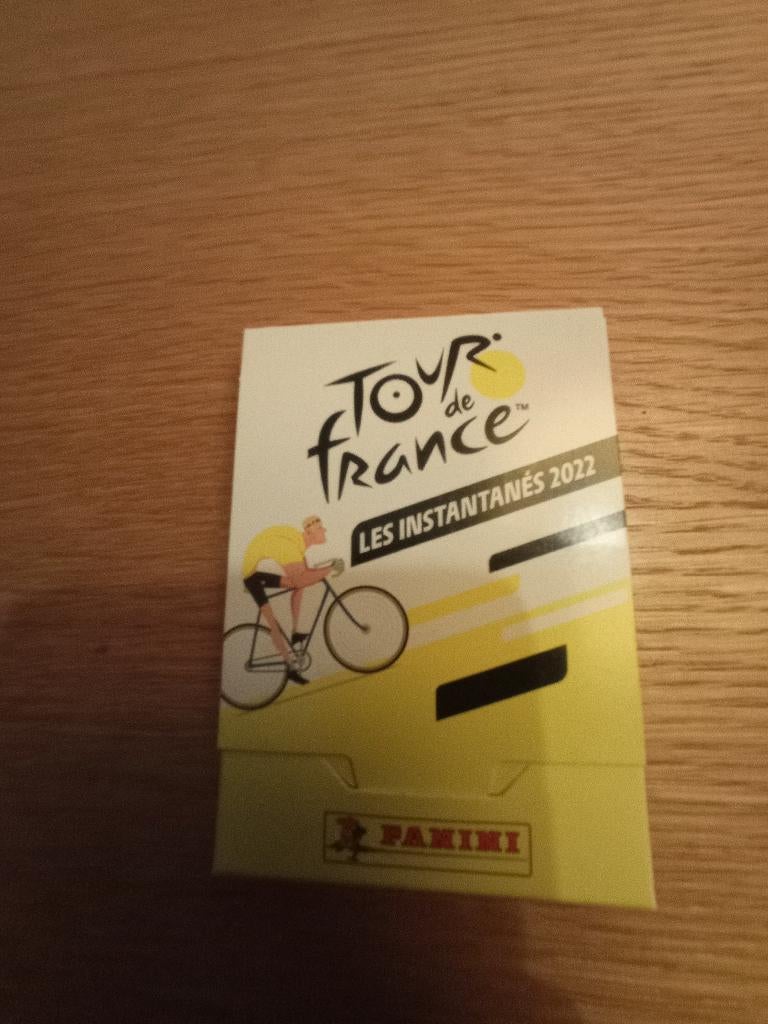 TOUR
de
france™
LES INSTANTANÉS 2022
PANINI